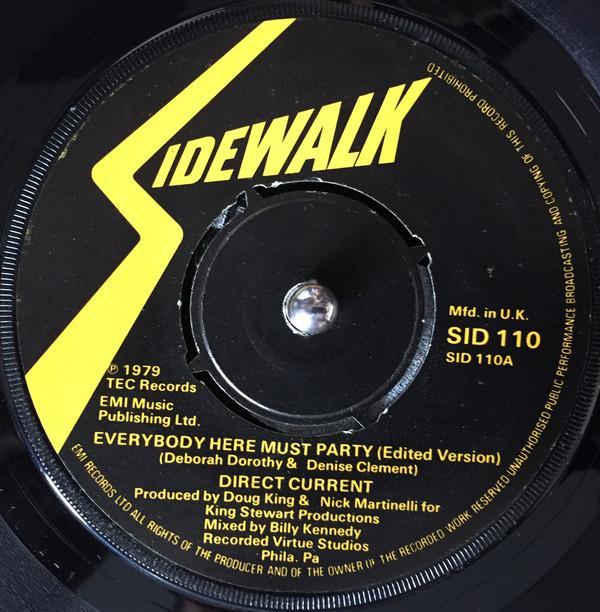 SIDEWALK
Mfd. in U.K.
SID 110
SID 110A
℗ 1979
TEC Records
EMI Music
Publishing Ltd.
EVERYBODY HERE MUST PARTY (Edited Version)
(Deborah Dorothy & Denise Clement)
DIRECT CURRENT
Produced by Doug King & Nick Martinelli for
King Stewart Productions
Mixed by Billy Kennedy
Recorded Virtue Studios
Phila. Pa
EMI RECORDS LTD ALL RIGHTS OF THE PRODUCER AND OF THE OWNER OF THE RECORDED WORK RESERVED UNAUTHORISED PUBLIC PERFORMANCE BROADCASTING AND COPYING OF THIS RECORD PROHIBITED